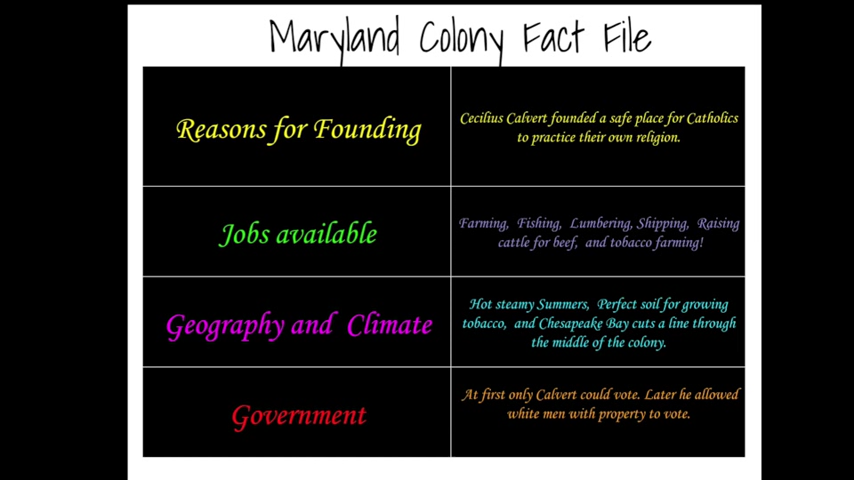 Maryland Colony Fact File
Reasons for Founding
Cecilius Calvert founded a safe place for Catholics
to practice their own religion.
Jobs available
Farming, Fishing, Lumbering, Shipping, Raising
cattle for beef, and tobacco farming!
Geography and Climate
Hot steamy Summers, Perfect soil for growing
tobacco, and Chesapeake Bay cuts a line through
the middle of the colony.
Government
At first only Calvert could vote. Later he allowed
white men with property to vote.